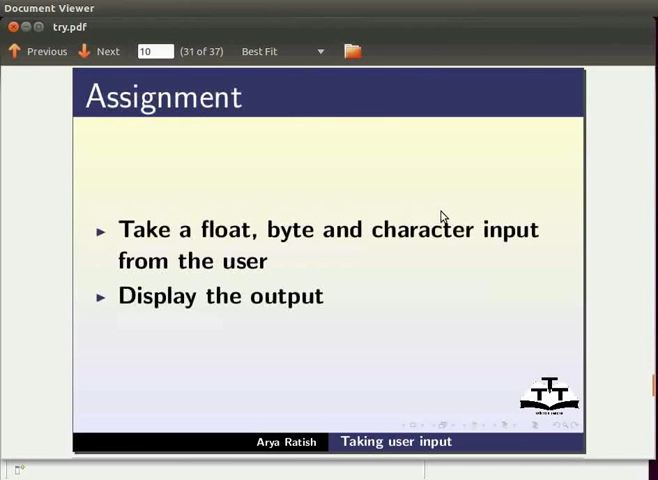 Document Viewer
try.pdf
Previous Next 10 (31 of 37) Best Fit
Assignment
Take a float, byte and character input
from the user
Display the output
Arya Ratish Taking user input